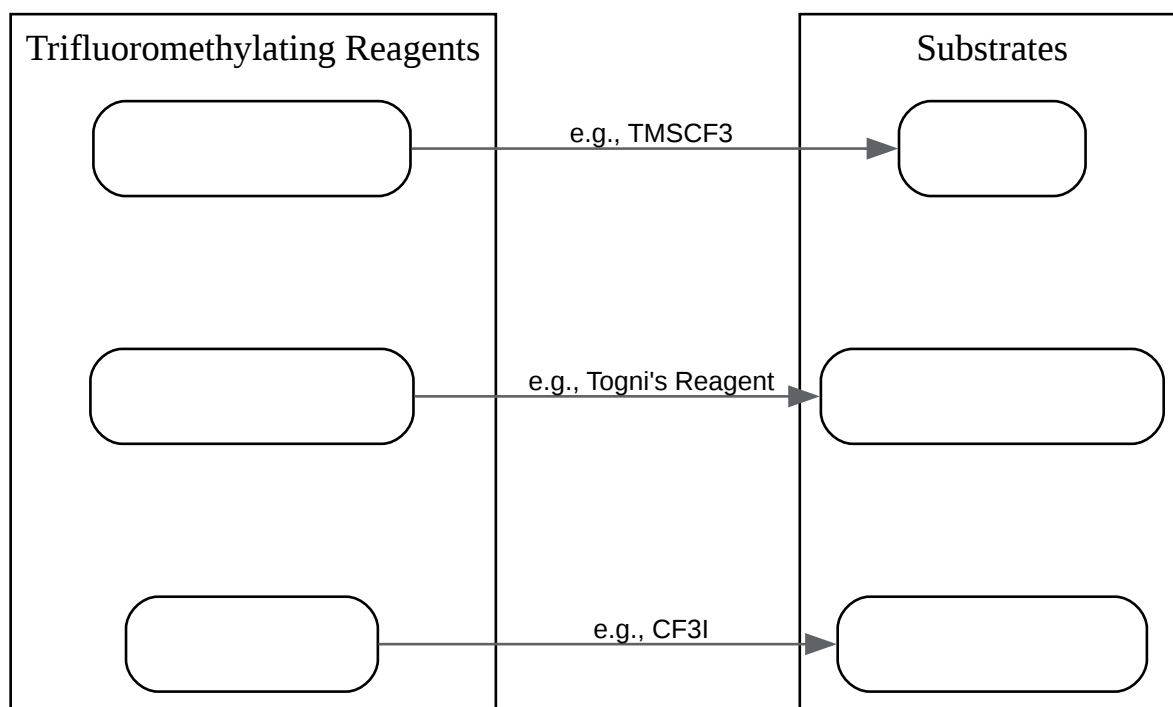 Trifluoromethylating Reagents
Substrates
e.g., TMSCF3
e.g., Togni's Reagent
e.g., CF3I